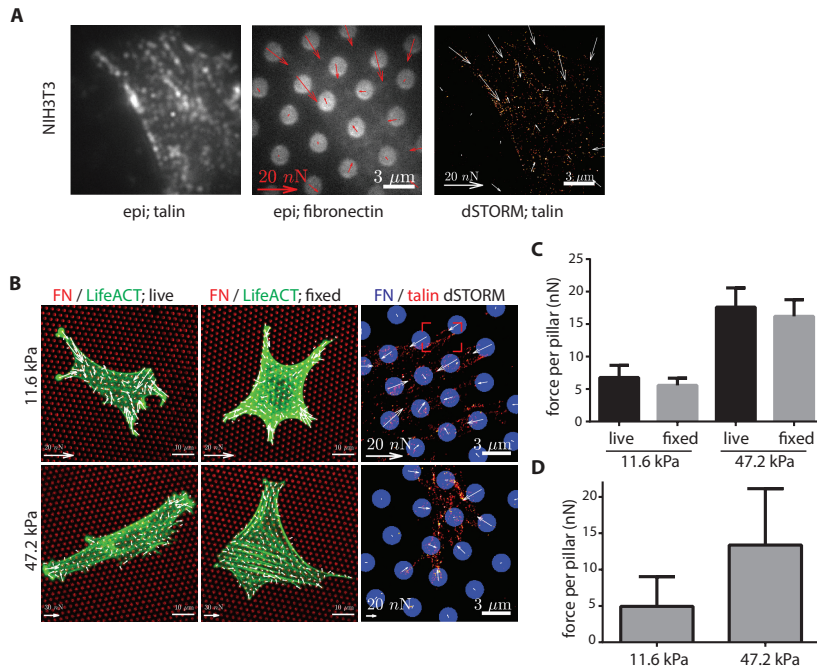 A
NIH3T3
20 nN
3 μm
20 nN
3 μm
epi; talin
epi; fibronectin
dSTORM; talin
B
FN / LifeACT; live
FN / LifeACT; fixed
FN / talin dSTORM
11.6 kPa
20 nN
10 μm
20 nN
10 μm
20 nN
3 μm
47.2 kPa
30 nN
10 μm
30 nN
10 μm
20 nN
3 μm
C
force per pillar (nN)
25
20
15
10
5
0
live
fixed
live
fixed
11.6 kPa
47.2 kPa
D
force per pillar (nN)
20
15
10
5
0
11.6 kPa
47.2 kPa